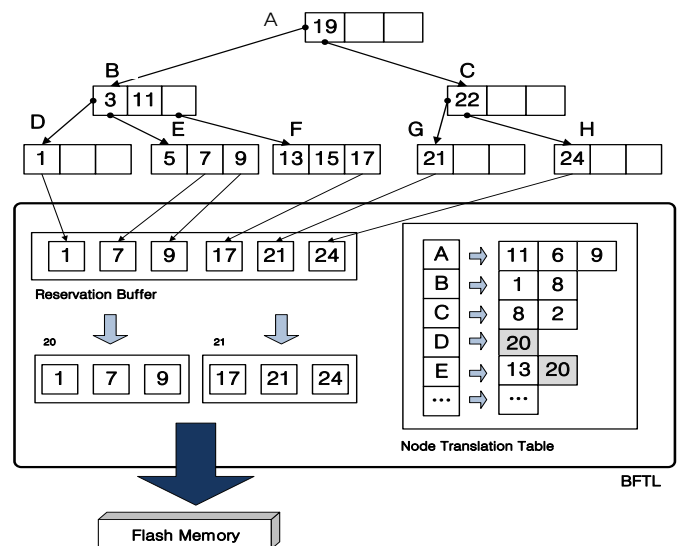 A
19
B
C
3 11
22
D
E
F
G
H
1
5 7 9
13 15 17
21
24
1 7 9 17 21 24
Reservation Buffer
20
1 7 9
21
17 21 24
A 11 6 9
B 1 8
C 8 2
D 20
E 13 20
... ...
Node Translation Table
BFTL
Flash Memory